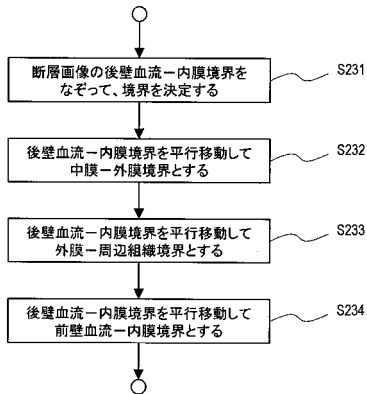 断層画像の後壁血流－内膜境界を
なぞって、境界を決定する
S231
後壁血流－内膜境界を平行移動して
中膜－外膜境界とする
S232
後壁血流－内膜境界を平行移動して
外膜－周辺組織境界とする
S233
後壁血流－内膜境界を平行移動して
前壁血流－内膜境界とする
S234